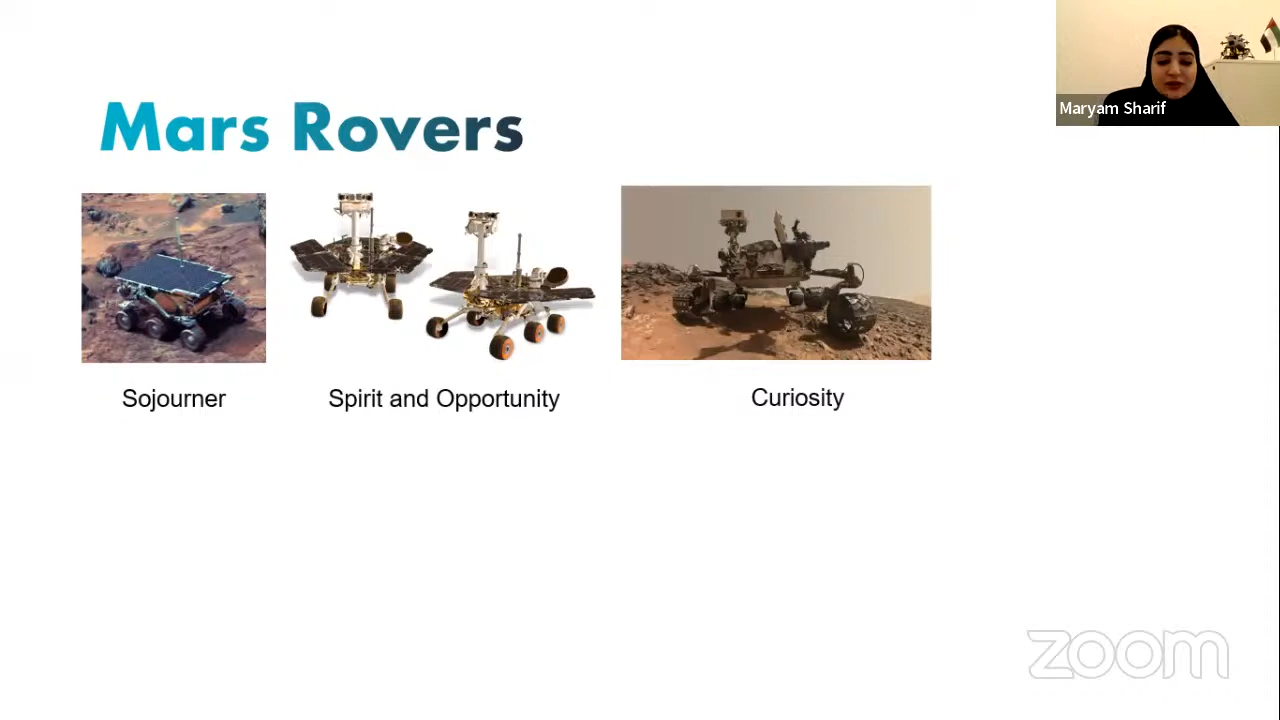 Maryam Sharif
Mars Rovers
Sojourner
Spirit and Opportunity
Curiosity
zoom